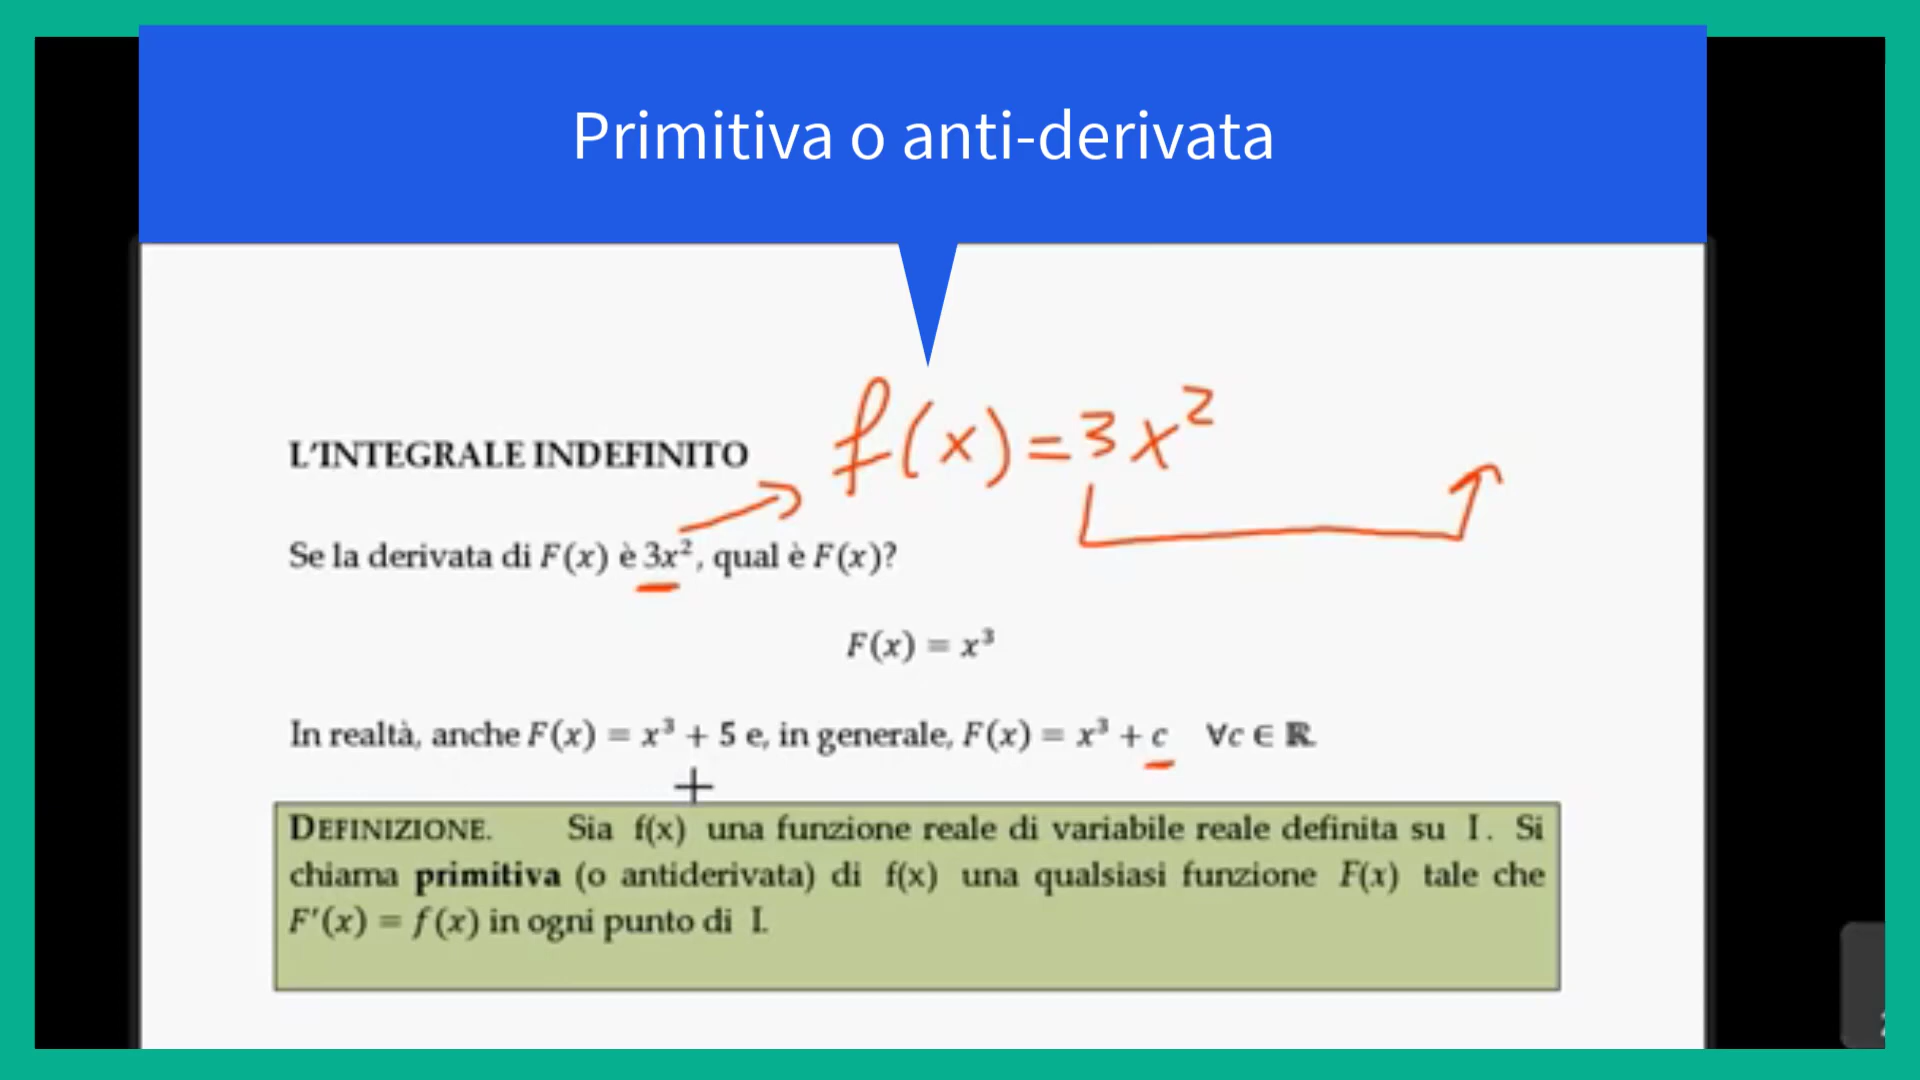 Primitiva o anti-derivata
f(x)=3x²
L'INTEGRALE INDEFINITO
Se la derivata di F(x) è 3x², qual è F(x)?
F(x) = x³
In realtà, anche F(x) = x³ + 5 e, in generale, F(x) = x³ + c ∀c ∈ ℝ
DEFINIZIONE. Sia f(x) una funzione reale di variabile reale definita su I. Si
chiama primitiva (o antiderivata) di f(x) una qualsiasi funzione F(x) tale che
F'(x) = f(x) in ogni punto di I.